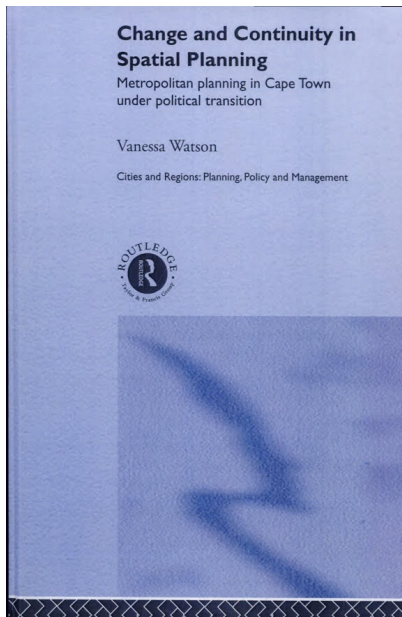 Change and Continuity in
Spatial Planning
Metropolitan planning in Cape Town
under political transition
Vanessa Watson
Cities and Regions: Planning, Policy and Management
ROUTLEDGE
ROUTLEDGE
Taylor & Francis Group